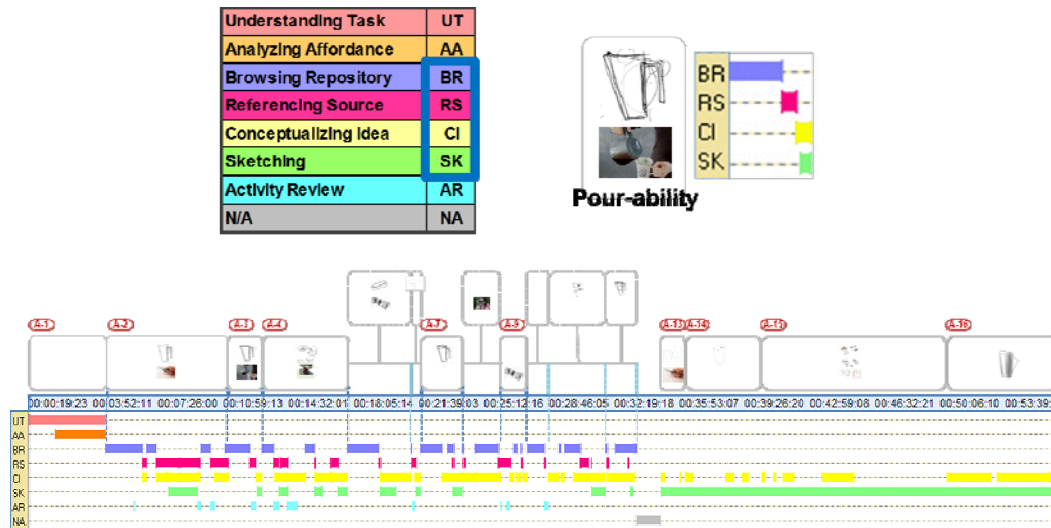 Understanding Task UT
Analyzing Affordance AA
Browsing Repository BR
Referencing Source RS
Conceptualizing Idea CI
Sketching SK
Activity Review AR
N/A NA
BR
RS
CI
SK
Pour-ability
A-1 A-2 A-3 A-4 A-7 A-9 A-13 A-14 A-15 A-16
00:00:19:23 00 03:52:11 00:07:26:00 00:10:59:13 00:14:32:01 00:18:05:14 00:21:39:03 00:25:12:16 00:28:46:05 00:32:19:18 00:35:53:07 00:39:26:20 00:42:59:08 00:46:32:21 00:50:06:10 00:53:39:
UT
AA
BR
RS
CI
SK
AR
NA